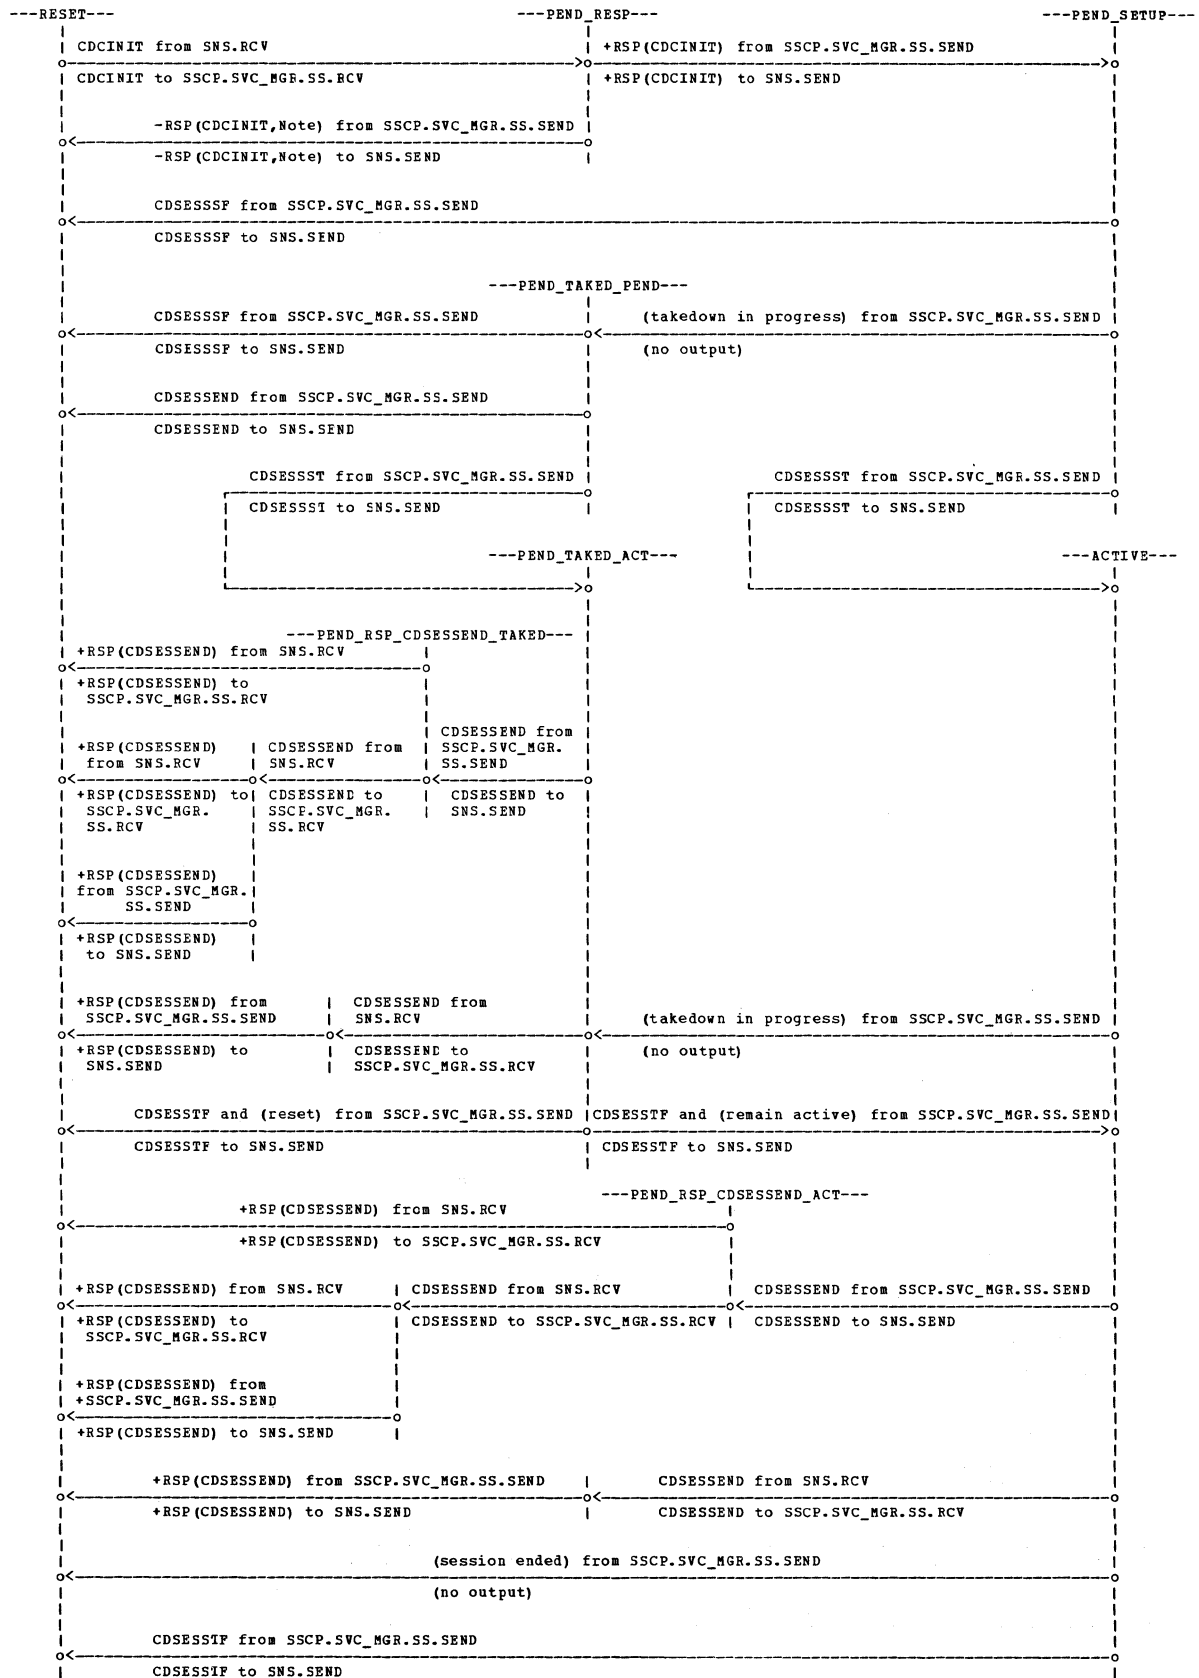 ---RESET--- ---PEND_RESP--- ---PEND_SETUP---
CDCINIT from SNS.RCV +RSP(CDCINIT) from SSCP.SVC_MGR.SS.SEND
CDCINIT to SSCP.SVC_MGR.SS.RCV +RSP(CDCINIT) to SNS.SEND
-RSP(CDCINIT,Note) from SSCP.SVC_MGR.SS.SEND
-RSP(CDCINIT,Note) to SNS.SEND
CDSESSSF from SSCP.SVC_MGR.SS.SEND
CDSESSSF to SNS.SEND
---PEND_TAKED_PEND---
CDSESSSF from SSCP.SVC_MGR.SS.SEND (takedown in progress) from SSCP.SVC_MGR.SS.SEND
CDSESSSF to SNS.SEND (no output)
CDSESSEND from SSCP.SVC_MGR.SS.SEND
CDSESSEND to SNS.SEND
CDSESSST from SSCP.SVC_MGR.SS.SEND CDSESSST from SSCP.SVC_MGR.SS.SEND
CDSESSST to SNS.SEND CDSESSST to SNS.SEND
---PEND_TAKED_ACT--- ---ACTIVE---
---PEND_RSP_CDSESSEND_TAKED---
+RSP(CDSESSEND) from SNS.RCV
+RSP(CDSESSEND) to
SSCP.SVC_MGR.SS.RCV
CDSESSEND from
+RSP(CDSESSEND) CDSESSEND from SSCP.SVC_MGR.
from SNS.RCV SNS.RCV SS.SEND
+RSP(CDSESSEND) to CDSESSEND to CDSESSEND to
SSCP.SVC_MGR. SSCP.SVC_MGR. SNS.SEND
SS.RCV SS.RCV
+RSP(CDSESSEND)
from SSCP.SVC_MGR.
SS.SEND
+RSP(CDSESSEND)
to SNS.SEND
+RSP(CDSESSEND) from CDSESSEND from
SSCP.SVC_MGR.SS.SEND SNS.RCV (takedown in progress) from SSCP.SVC_MGR.SS.SEND
+RSP(CDSESSEND) to CDSESSEND to (no output)
SNS.SEND SSCP.SVC_MGR.SS.RCV
CDSESSTF and (reset) from SSCP.SVC_MGR.SS.SEND CDSESSTF and (remain active) from SSCP.SVC_MGR.SS.SEND
CDSESSTF to SNS.SEND CDSESSTF to SNS.SEND
---PEND_RSP_CDSESSEND_ACT---
+RSP(CDSESSEND) from SNS.RCV
+RSP(CDSESSEND) to SSCP.SVC_MGR.SS.RCV
+RSP(CDSESSEND) from SNS.RCV CDSESSEND from SNS.RCV CDSESSEND from SSCP.SVC_MGR.SS.SEND
+RSP(CDSESSEND) to CDSESSEND to SSCP.SVC_MGR.SS.RCV CDSESSEND to SNS.SEND
SSCP.SVC_MGR.SS.RCV
+RSP(CDSESSEND) from
+SSCP.SVC_MGR.SS.SEND
+RSP(CDSESSEND) to SNS.SEND
+RSP(CDSESSEND) from SSCP.SVC_MGR.SS.SEND CDSESSEND from SNS.RCV
+RSP(CDSESSEND) to SNS.SEND CDSESSEND to SSCP.SVC_MGR.SS.RCV
(session ended) from SSCP.SVC_MGR.SS.SEND
(no output)
CDSESSTF from SSCP.SVC_MGR.SS.SEND
CDSESSTF to SNS.SEND